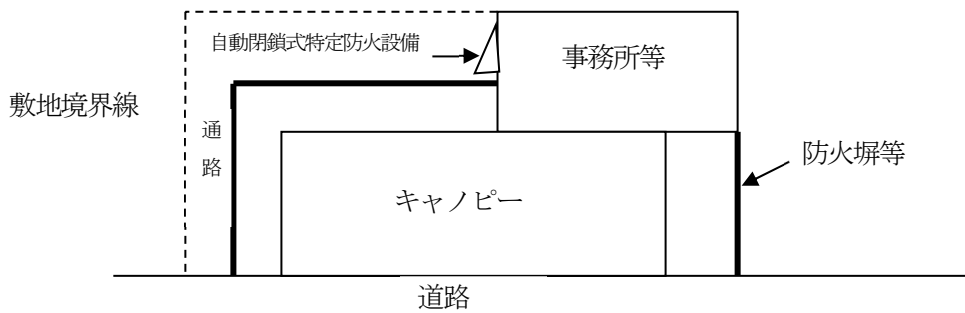 自動閉鎖式特定防火設備
事務所等
敷地境界線
通
路
防火塀等
キャノピー
道路